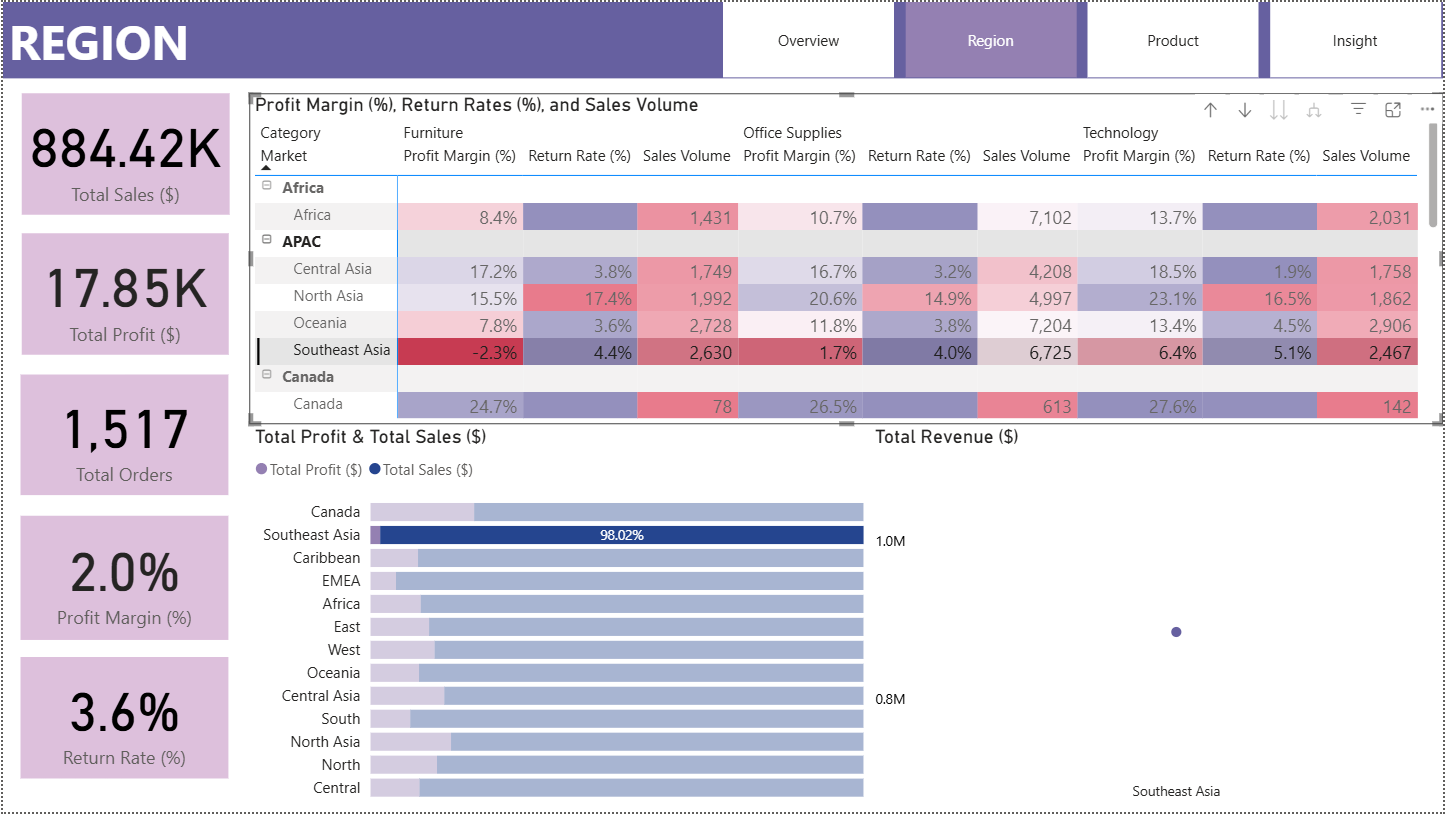 REGION
Overview
Region
Product
Insight
884.42K
Total Sales ($)
17.85K
Total Profit ($)
1,517
Total Orders
2.0%
Profit Margin (%)
3.6%
Return Rate (%)
Profit Margin (%), Return Rates (%), and Sales Volume
Category Furniture Office Supplies Technology
Market Profit Margin (%) Return Rate (%) Sales Volume Profit Margin (%) Return Rate (%) Sales Volume Profit Margin (%) Return Rate (%) Sales Volume
Africa
Africa 8.4% 1,431 10.7% 7,102 13.7% 2,031
APAC
Central Asia 17.2% 3.8% 1,749 16.7% 3.2% 4,208 18.5% 1.9% 1,758
North Asia 15.5% 17.4% 1,992 20.6% 14.9% 4,997 23.1% 16.5% 1,862
Oceania 7.8% 3.6% 2,728 11.8% 3.8% 7,204 13.4% 4.5% 2,906
Southeast Asia -2.3% 4.4% 2,630 1.7% 4.0% 6,725 6.4% 5.1% 2,467
Canada
Canada 24.7% 78 26.5% 613 27.6% 142
Total Profit & Total Sales ($)
Total Profit ($) Total Sales ($)
Canada
Southeast Asia 98.02%
Caribbean
EMEA
Africa
East
West
Oceania
Central Asia
South
North Asia
North
Central
Total Revenue ($)
1.0M
0.8M
Southeast Asia